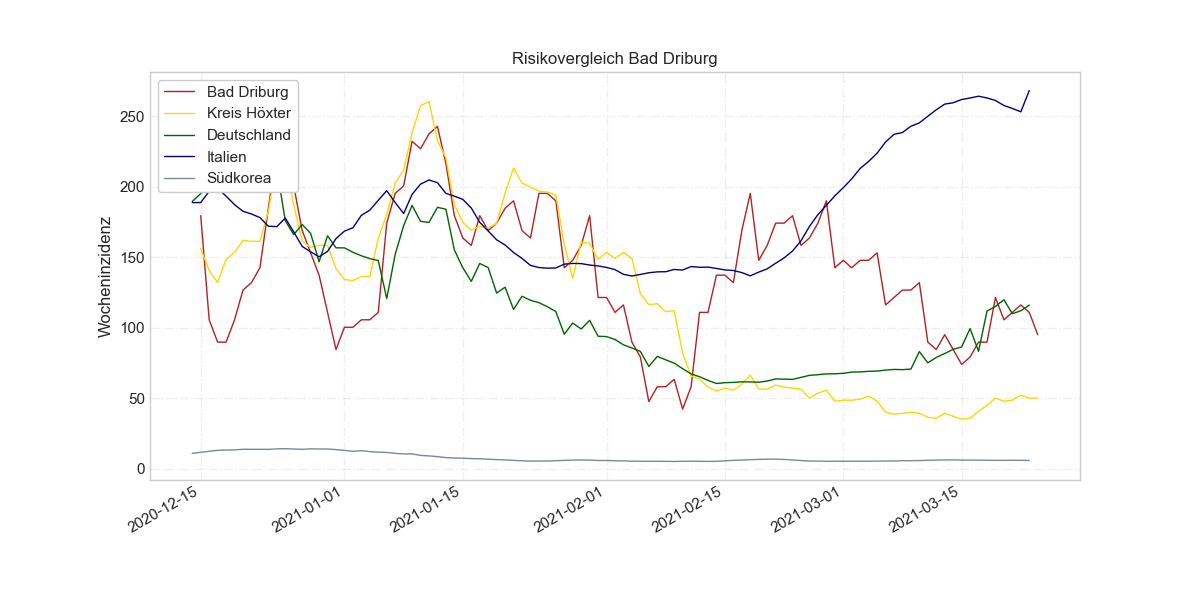 Risikovergleich Bad Driburg
Bad Driburg
Kreis Höxter
Deutschland
Italien
Südkorea
Wocheninzidenz
250
200
150
100
50
0
2020-12-15
2021-01-01
2021-01-15
2021-02-01
2021-02-15
2021-03-01
2021-03-15